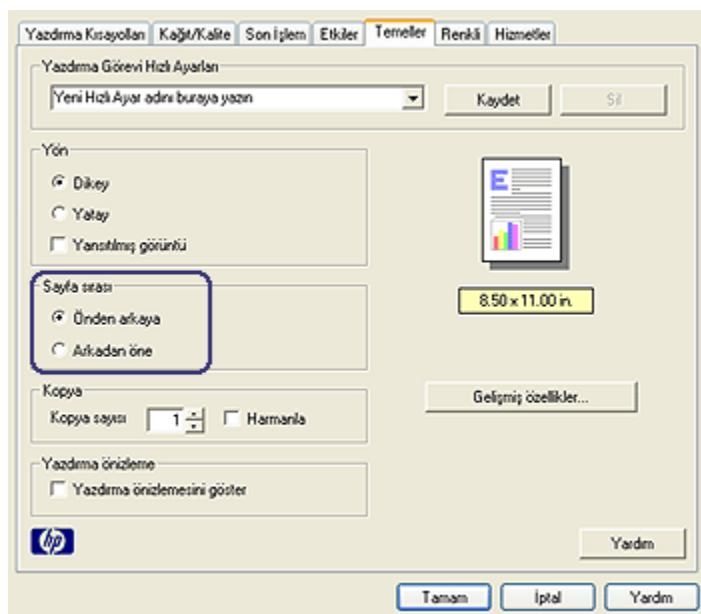 Yazdırma Kısayolları Kağıt/Kalite Son İşlem Etkiler Temeller Renkli Hizmetler
Yazdırma Görevi Hızlı Ayarları
Yeni Hızlı Ayar adını buraya yazın Kaydet Sil
Yön
Dikey
Yatay
Yansıtılmış görüntü
E
8.50 x 11.00 in.
Sayfa sırası
Önden arkaya
Arkadan öne
Kopya
Kopya sayısı 1 Harmanla
Gelişmiş özellikler...
Yazdırma önizleme
Yazdırma önizlemesini göster
hp
Yardım
Tamam İptal Yardım